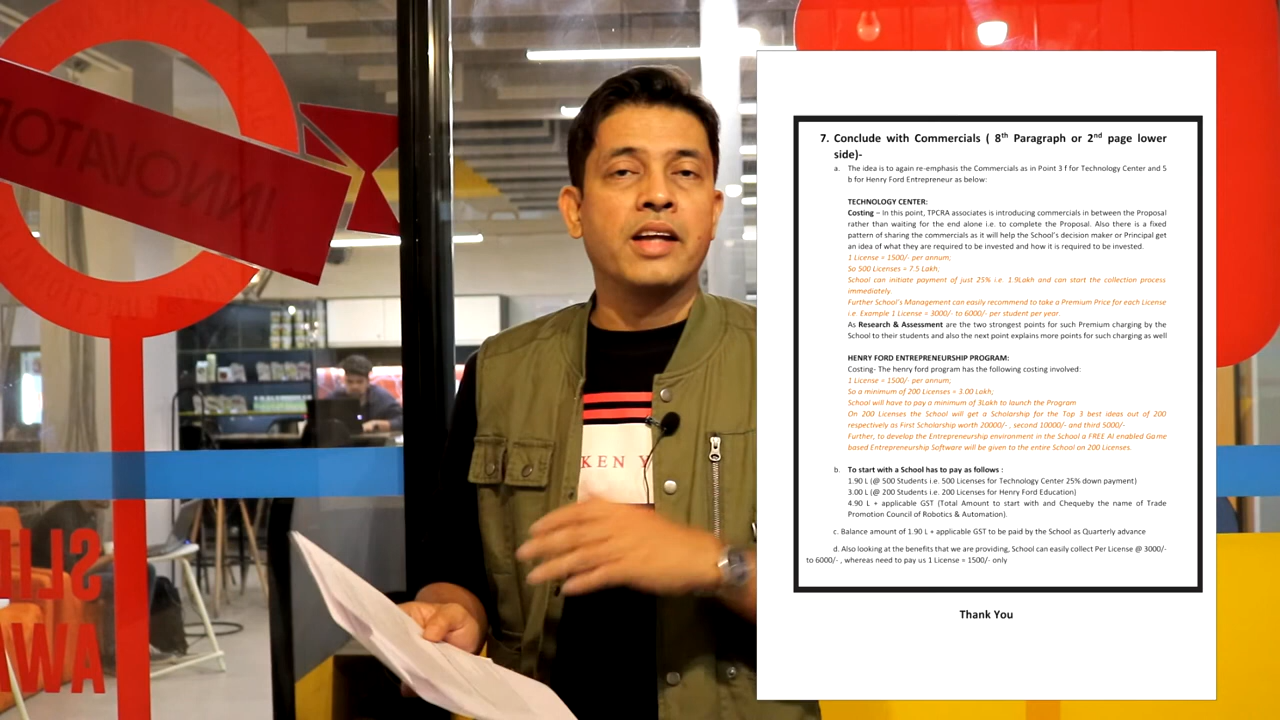 INNOVATOR
SLID
AW
KEN Y
7. Conclude with Commercials ( 8th Paragraph or 2nd page lower
side)-
a. The idea is to again re-emphasis the Commercials as in Point 3 f for Technology Center and 5
b for Henry Ford Entrepreneur as below:
TECHNOLOGY CENTER:
Costing – In this point, TPCRA associates is introducing commercials in between the Proposal
rather than waiting for the end alone i.e. to complete the Proposal. Also there is a fixed
pattern of sharing the commercials as it will help the School's decision maker or Principal get
an idea of what they are required to be invested and how it is required to be invested.
1 License = 1500/- per annum;
So 500 Licenses = 7.5 Lakh;
School can initiate payment of just 25% i.e 1.9Lakh and can start the collection process
immediately.
Further School's Management can easily recommend to take a Premium Price for each License
i.e. Example 1 License = 3000/- to 6000/- per student per year.
As Research & Assessment are the two strongest points for such Premium charging by the
School to their students and also the next point explains more points for such charging as well
HENRY FORD ENTREPRENEURSHIP PROGRAM:
Costing- The henry ford program has the following costing involved:
1 License = 1500/- per annum;
So a minimum of 200 Licenses = 3.00 Lakh;
School will have to pay a minimum of 3Lakh to launch the Program
On 200 Licenses the School will get a Scholarship for the Top 3 best ideas out of 200
respectively as First Scholarship worth 20000/- , second 10000/- and third 5000/-
Further, to develop the Entrepreneurship environment in the School a FREE AI enabled Game
based Entrepreneurship Software will be given to the entire School on 200 Licenses.
b. To start with a School has to pay as follows :
1.90 L (@ 500 Students i.e. 500 Licenses for Technology Center 25% down payment)
3.00 L (@ 200 Students i.e. 200 Licenses for Henry Ford Education)
4.90 L + applicable GST (Total Amount to start with and Chequeby the name of Trade
Promotion Council of Robotics & Automation).
c. Balance amount of 1.90 L + applicable GST to be paid by the School as Quarterly advance
d. Also looking at the benefits that we are providing, School can easily collect Per License @ 3000/-
to 6000/- , whereas need to pay us 1 License = 1500/- only
Thank You